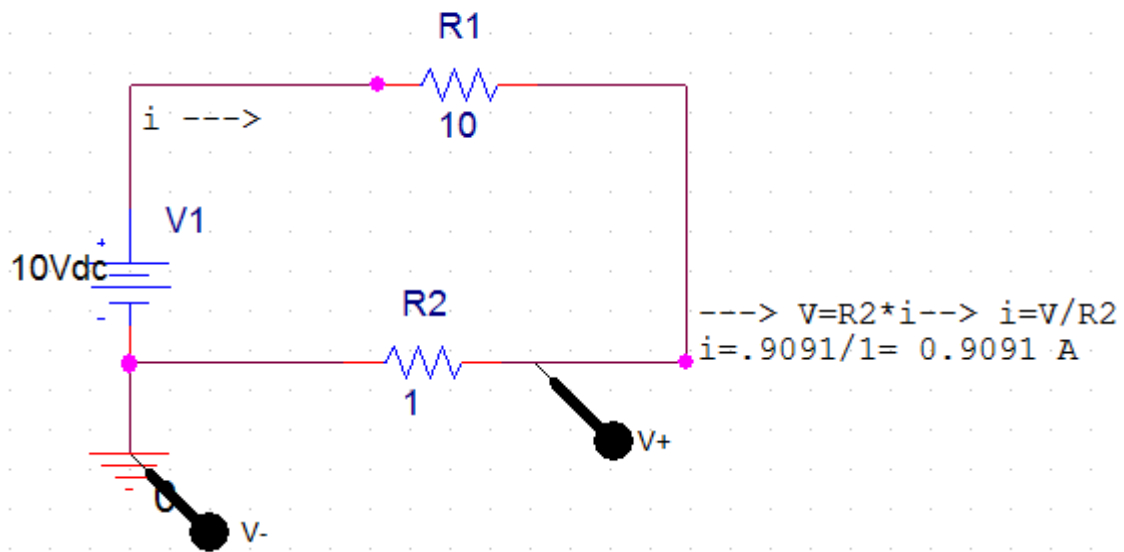 R1
10
i --->
V1
+
10Vdc
-
R2
1
---> V=R2*i--> i=V/R2
i=.9091/1= 0.9091 A
V+
0
V-